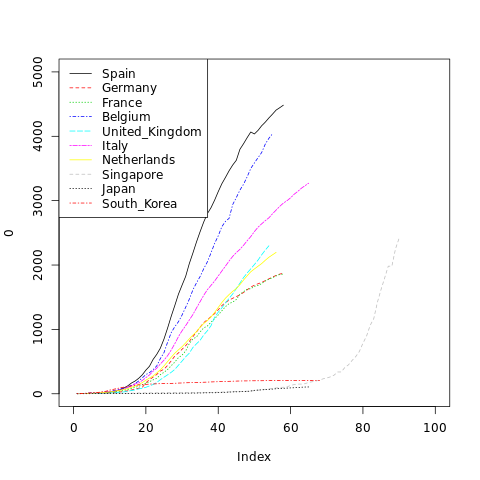 5000
4000
3000
2000
1000
0
0
Spain
Germany
France
Belgium
United_Kingdom
Italy
Netherlands
Singapore
Japan
South_Korea
0 20 40 60 80 100
Index